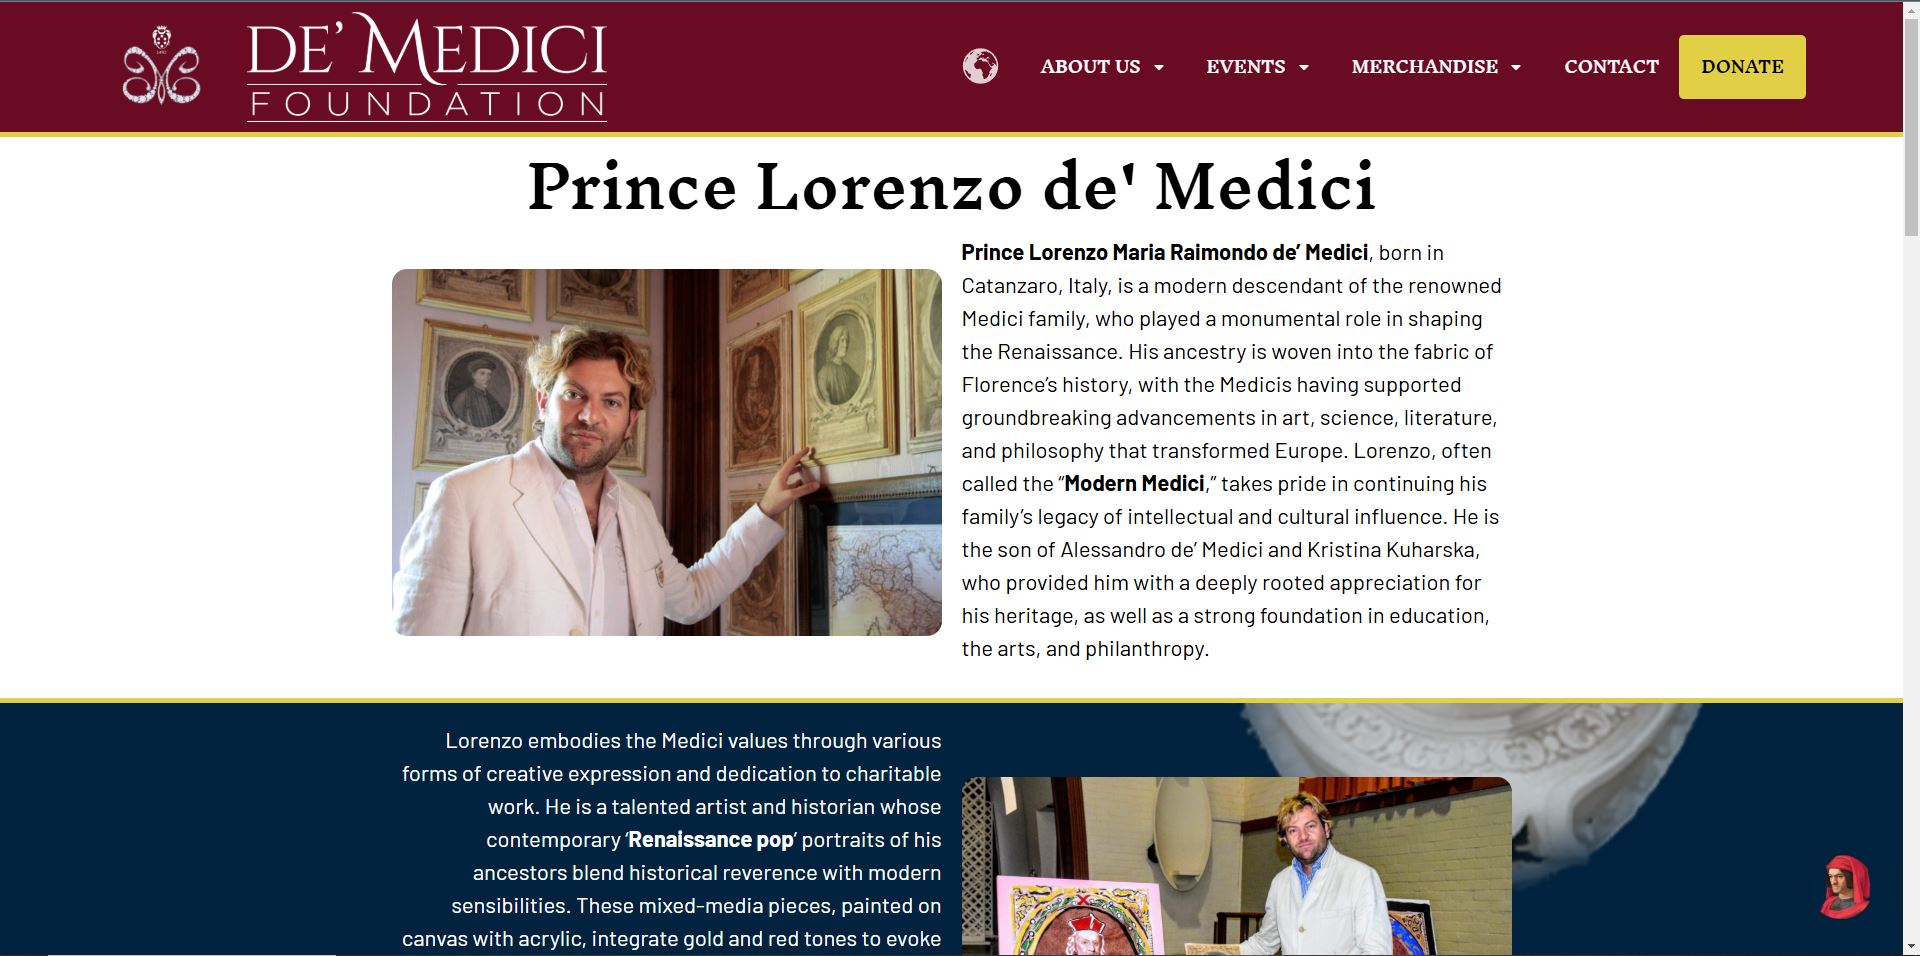 DE' MEDICI
FOUNDATION
ABOUT US
EVENTS
MERCHANDISE
CONTACT
DONATE
Prince Lorenzo de' Medici
Prince Lorenzo Maria Raimondo de’ Medici, born in
Catanzaro, Italy, is a modern descendant of the renowned
Medici family, who played a monumental role in shaping
the Renaissance. His ancestry is woven into the fabric of
Florence’s history, with the Medicis having supported
groundbreaking advancements in art, science, literature,
and philosophy that transformed Europe. Lorenzo, often
called the “Modern Medici,” takes pride in continuing his
family’s legacy of intellectual and cultural influence. He is
the son of Alessandro de’ Medici and Kristina Kuharska,
who provided him with a deeply rooted appreciation for
his heritage, as well as a strong foundation in education,
the arts, and philanthropy.
Lorenzo embodies the Medici values through various
forms of creative expression and dedication to charitable
work. He is a talented artist and historian whose
contemporary ‘Renaissance pop’ portraits of his
ancestors blend historical reverence with modern
sensibilities. These mixed-media pieces, painted on
canvas with acrylic, integrate gold and red tones to evoke